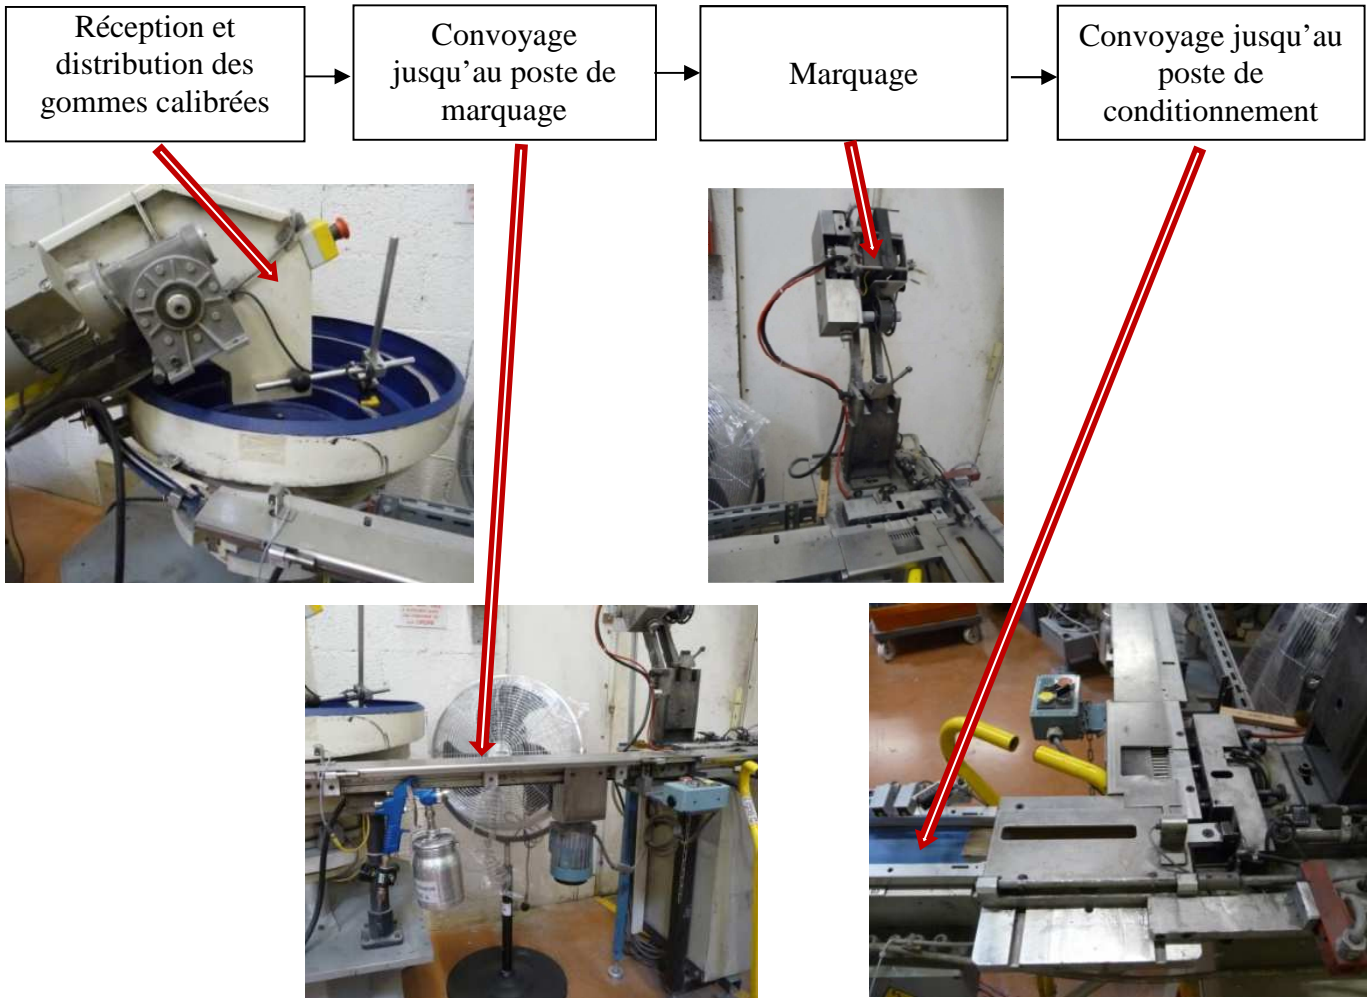 Réception et
distribution des
gommes calibrées
Convoyage
jusqu’au poste de
marquage
Marquage
Convoyage jusqu’au
poste de
conditionnement